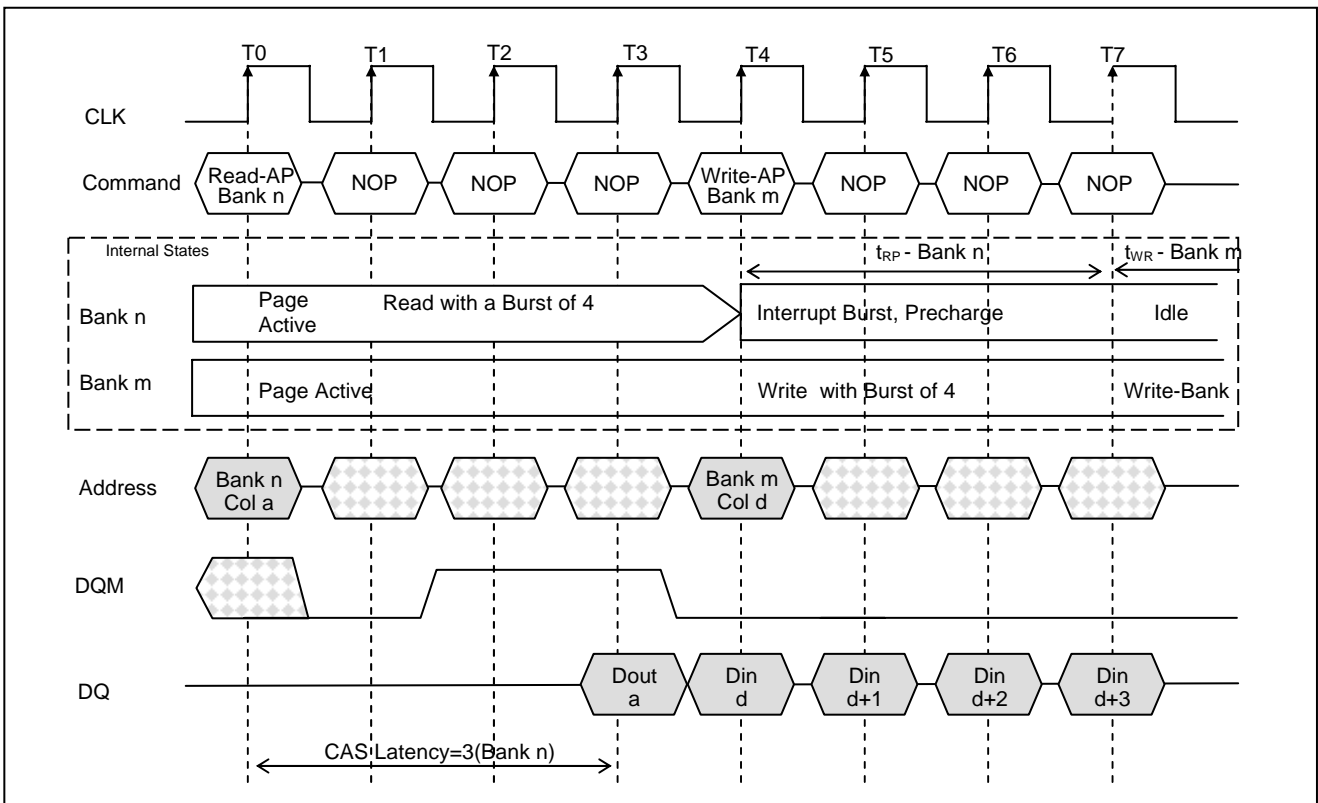 T0 T1 T2 T3 T4 T5 T6 T7
CLK
Command
Read-AP
Bank n
NOP
NOP
NOP
Write-AP
Bank m
NOP
NOP
NOP
Internal States
tRP - Bank n
tWR - Bank m
Bank n
Page
Active
Read with a Burst of 4
Interrupt Burst, Precharge
Idle
Bank m
Page Active
Write with Burst of 4
Write-Bank
Address
Bank n
Col a
Bank m
Col d
DQM
DQ
Dout
a
Din
d
Din
d+1
Din
d+2
Din
d+3
CAS Latency=3(Bank n)